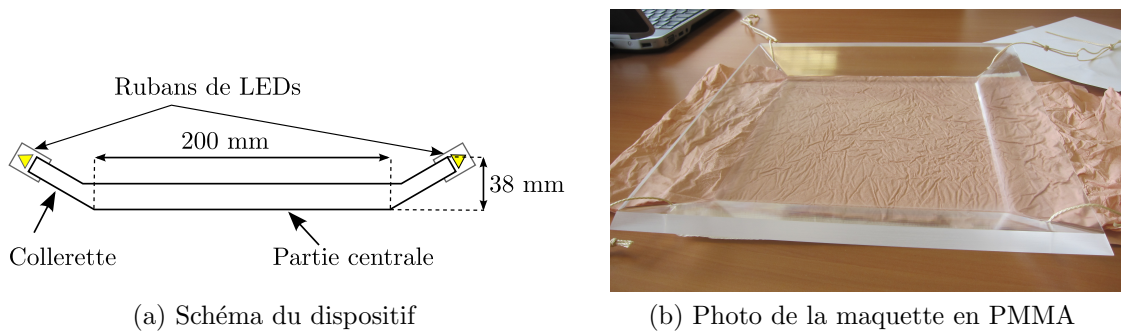 Rubans de LEDs
200 mm
38 mm
Collerette
Partie centrale
(a) Schéma du dispositif
(b) Photo de la maquette en PMMA